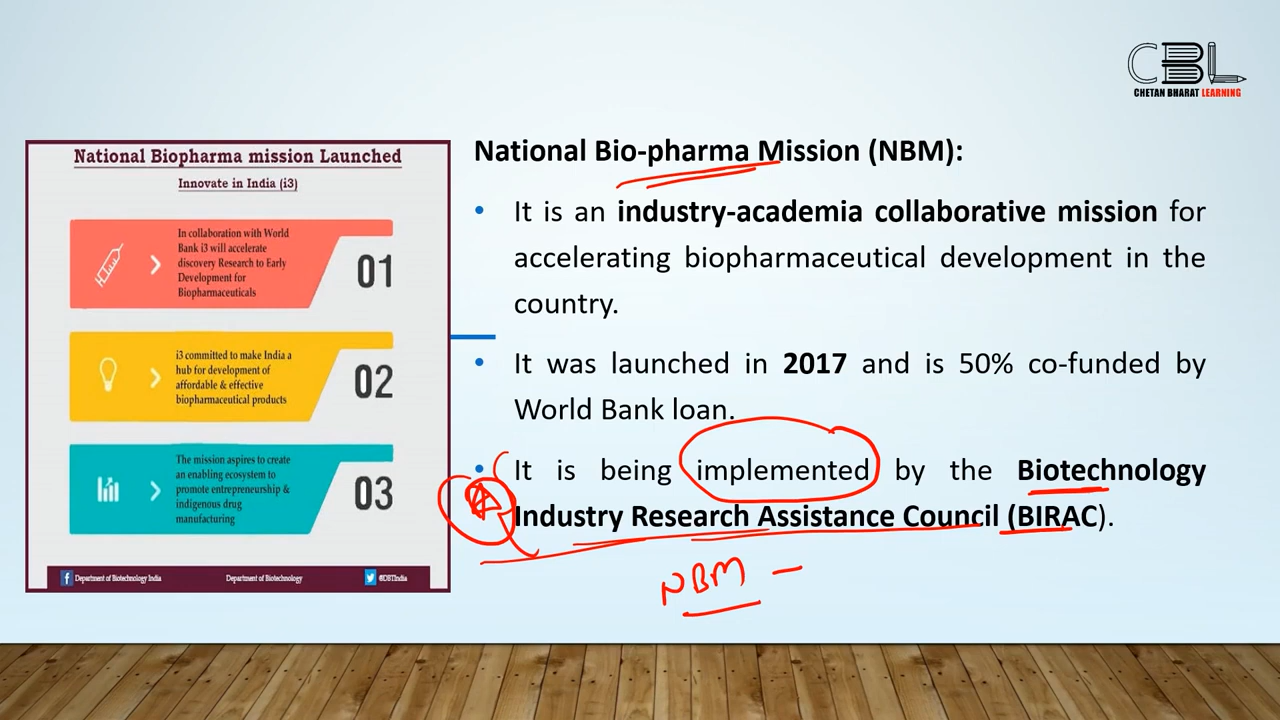 CBL
CHETAN BHARAT LEARNING
National Biopharma mission Launched
Innovate in India (i3)
In collaboration with World
Bank i3 will accelerate
discovery Research to Early
Development for
Biopharmaceuticals
01
i3 committed to make India a
hub for development of
affordable & effective
biopharmaceutical products
02
The mission aspires to create
an enabling ecosystem to
promote entrepreneurship &
indigenous drug
manufacturing
03
Department of Biotechnology India
Department of Biotechnology
@DBTIndia
National Bio-pharma Mission (NBM):
• It is an industry-academia collaborative mission for
accelerating biopharmaceutical development in the
country.
• It was launched in 2017 and is 50% co-funded by
World Bank loan.
• It is being implemented by the Biotechnology
Industry Research Assistance Council (BIRAC).
NBM -